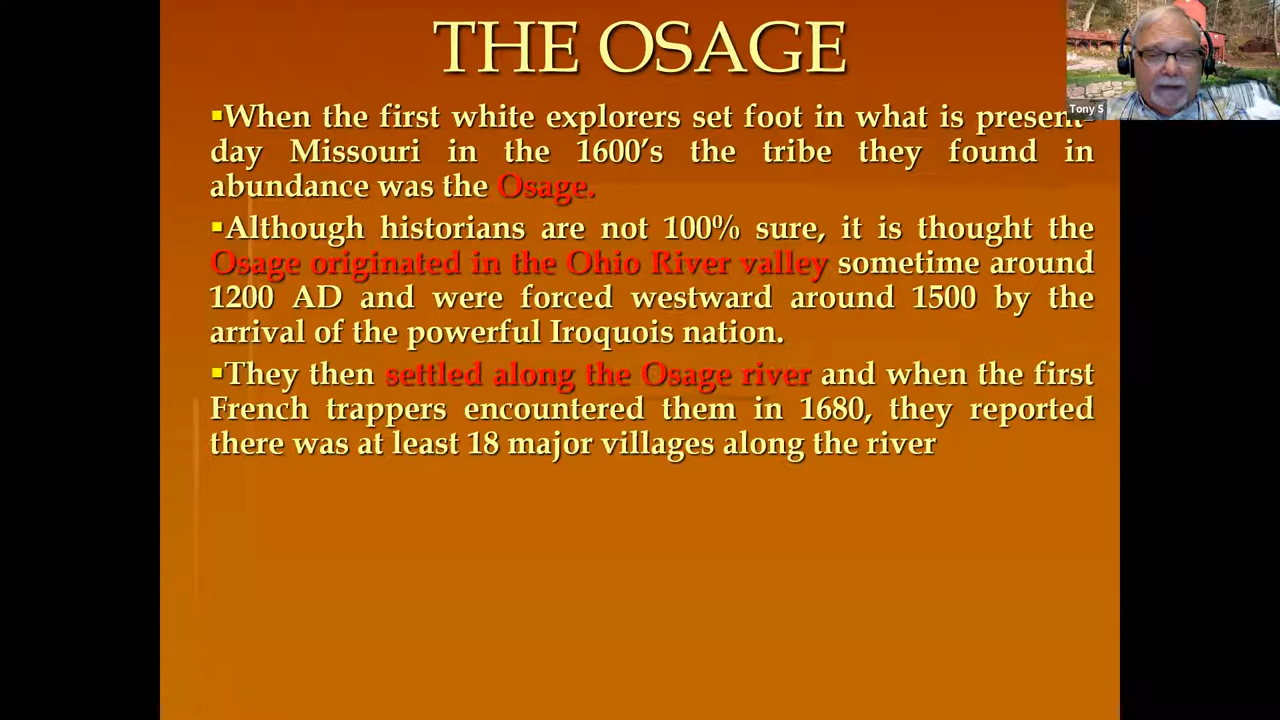 THE OSAGE
▪When the first white explorers set foot in what is present-
day Missouri in the 1600’s the tribe they found in
abundance was the Osage.
▪Although historians are not 100% sure, it is thought the
Osage originated in the Ohio River valley sometime around
1200 AD and were forced westward around 1500 by the
arrival of the powerful Iroquois nation.
▪They then settled along the Osage river and when the first
French trappers encountered them in 1680, they reported
there was at least 18 major villages along the river
Tony S